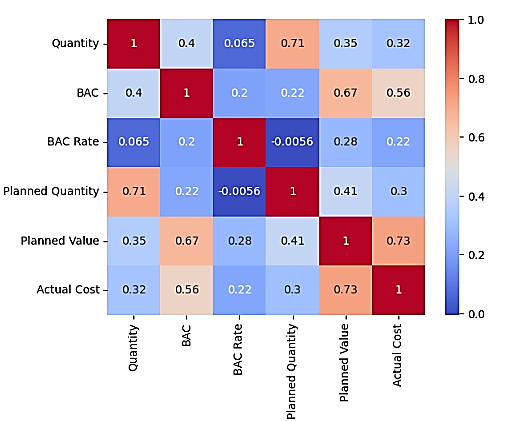 Quantity 1 0.4 0.065 0.71 0.35 0.32
BAC 0.4 1 0.2 0.22 0.67 0.56
BAC Rate 0.065 0.2 1 -0.0056 0.28 0.22
Planned Quantity 0.71 0.22 -0.0056 1 0.41 0.3
Planned Value 0.35 0.67 0.28 0.41 1 0.73
Actual Cost 0.32 0.56 0.22 0.3 0.73 1
Quantity
BAC
BAC Rate
Planned Quantity
Planned Value
Actual Cost
1.0
0.8
0.6
0.4
0.2
0.0